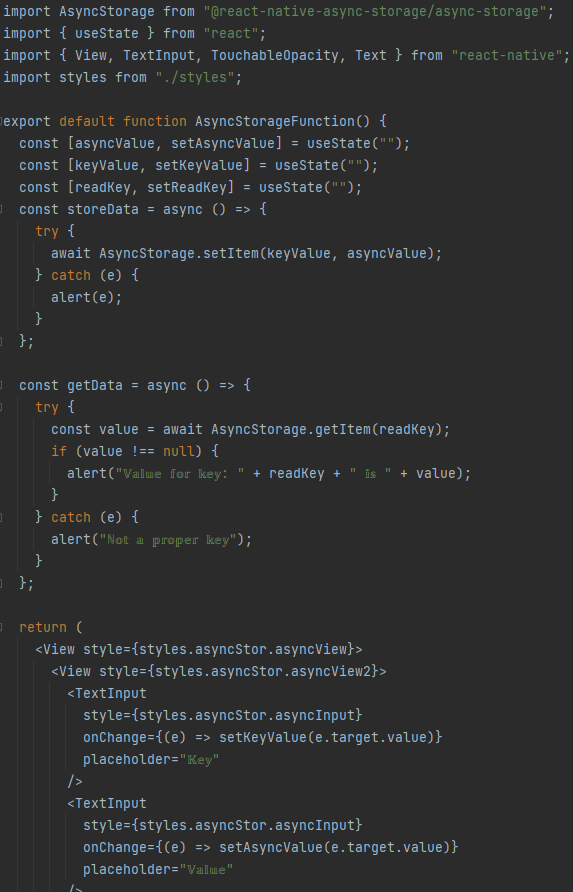 import AsyncStorage from "@react-native-async-storage/async-storage";
import { useState } from "react";
import { View, TextInput, TouchableOpacity, Text } from "react-native";
import styles from "./styles";

export default function AsyncStorageFunction() {
  const [asyncValue, setAsyncValue] = useState("");
  const [keyValue, setKeyValue] = useState("");
  const [readKey, setReadKey] = useState("");
  const storeData = async () => {
    try {
      await AsyncStorage.setItem(keyValue, asyncValue);
    } catch (e) {
      alert(e);
    }
  };

  const getData = async () => {
    try {
      const value = await AsyncStorage.getItem(readKey);
      if (value !== null) {
        alert("𝕍𝕒𝕝𝕦𝕖 𝕗𝕠𝕣 𝕜𝕖𝕪: " + readKey + " 𝕚𝕤 " + value);
      }
    } catch (e) {
      alert("ℕ𝕠𝕥 𝕒 𝕡𝕣𝕠𝕡𝕖𝕣 𝕜𝕖𝕪");
    }
  };

  return (
    <View style={styles.asyncStor.asyncView}>
      <View style={styles.asyncStor.asyncView2}>
        <TextInput
          style={styles.asyncStor.asyncInput}
          onChange={(e) => setKeyValue(e.target.value)}
          placeholder="𝕂𝕖𝕪"
        />
        <TextInput
          style={styles.asyncStor.asyncInput}
          onChange={(e) => setAsyncValue(e.target.value)}
          placeholder="𝕍𝕒𝕝𝕦𝕖"
        />